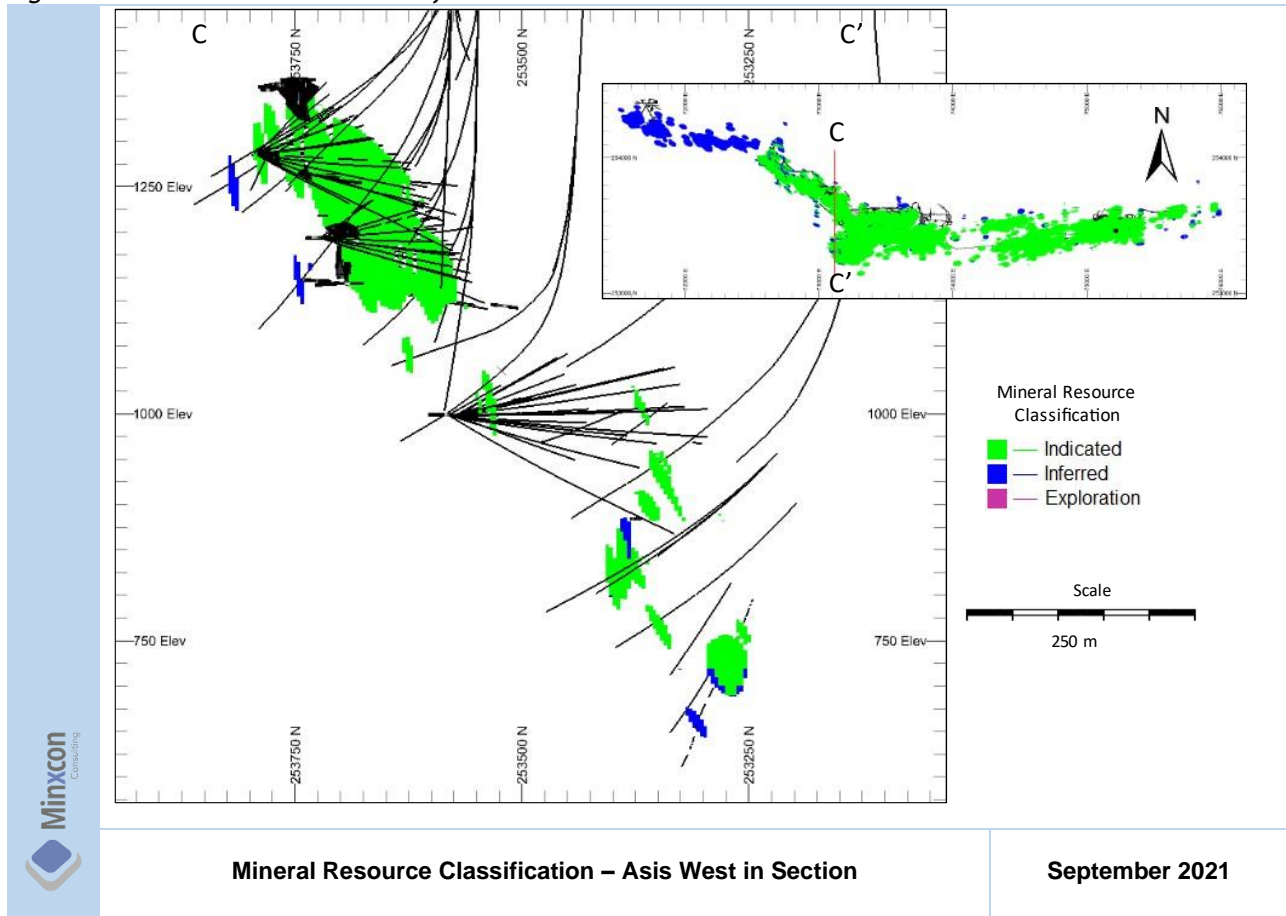 C
C’
253750 N
253500 N
253250 N
1250 Elev
1000 Elev
1000 Elev
750 Elev
750 Elev
253750 N
253500 N
253250 N
C
C’
N
254000 N
Mineral Resource
Classification
Indicated
Inferred
Exploration
Scale
250 m
Minxcon
Consulting
Mineral Resource Classification – Asis West in Section
September 2021